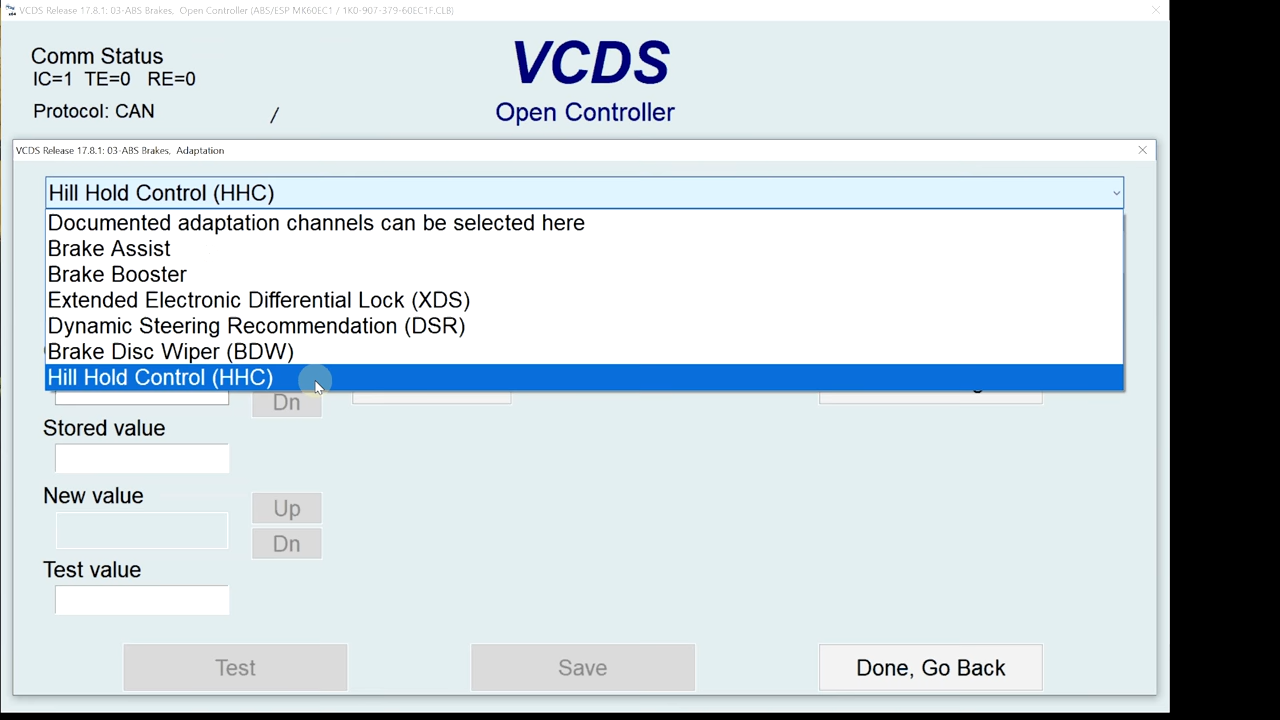 VCDS Release 17.8.1: 03-ABS Brakes,  Open Controller (ABS/ESP MK60EC1 / 1K0-907-379-60EC1F.CLB)
Comm Status
IC=1  TE=0  RE=0
Protocol: CAN
/
VCDS
Open Controller
VCDS Release 17.8.1: 03-ABS Brakes,  Adaptation
Hill Hold Control (HHC)
Documented adaptation channels can be selected here
Brake Assist
Brake Booster
Extended Electronic Differential Lock (XDS)
Dynamic Steering Recommendation (DSR)
Brake Disc Wiper (BDW)
Hill Hold Control (HHC)
Dn
Stored value
New value
Up
Dn
Test value
Test
Save
Done, Go Back